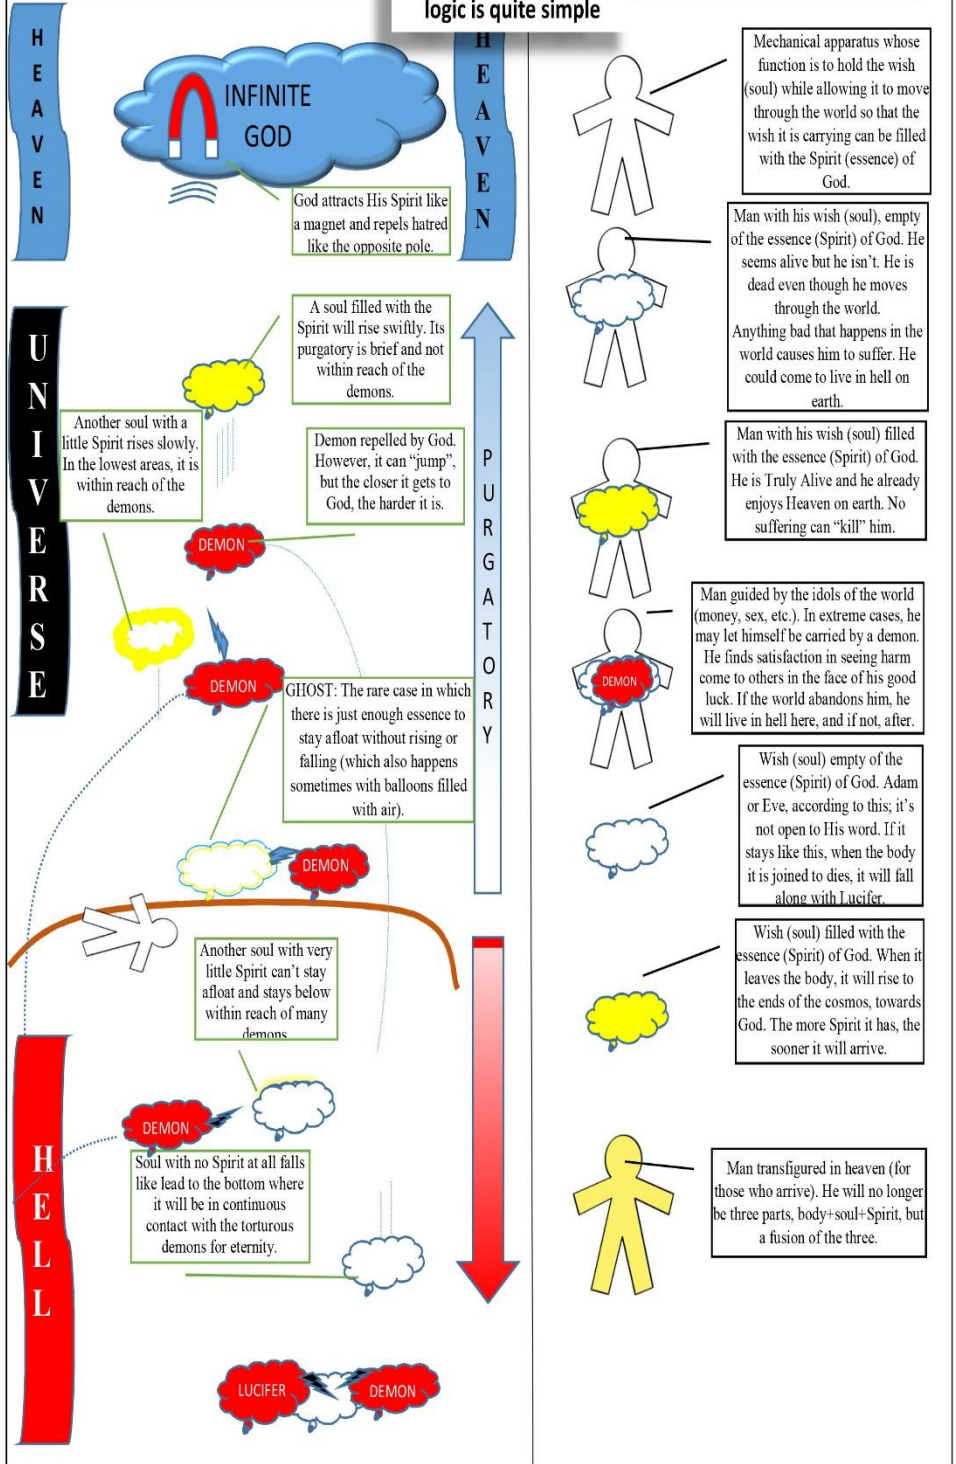 logic is quite simple
HEAVEN
INFINITE
GOD
HEAVEN
God attracts His Spirit like
a magnet and repels hatred
like the opposite pole.
UNIVERSE
A soul filled with the
Spirit will rise swiftly. Its
purgatory is brief and not
within reach of the
demons.
Another soul with a
little Spirit rises slowly.
In the lowest areas, it is
within reach of the
demons.
Demon repelled by God.
However, it can “jump”,
but the closer it gets to
God, the harder it is.
PURGATORY
DEMON
DEMON
GHOST: The rare case in which
there is just enough essence to
stay afloat without rising or
falling (which also happens
sometimes with balloons filled
with air).
DEMON
Another soul with very
little Spirit can’t stay
afloat and stays below
within reach of many
demons
HELL
DEMON
Soul with no Spirit at all falls
like lead to the bottom where
it will be in continuous
contact with the torturous
demons for eternity.
LUCIFER
DEMON
Mechanical apparatus whose
function is to hold the wish
(soul) while allowing it to move
through the world so that the
wish it is carrying can be filled
with the Spirit (essence) of
God.
Man with his wish (soul), empty
of the essence (Spirit) of God. He
seems alive but he isn’t. He is
dead even though he moves
through the world.
Anything bad that happens in the
world causes him to suffer. He
could come to live in hell on
earth.
Man with his wish (soul) filled
with the essence (Spirit) of God.
He is Truly Alive and he already
enjoys Heaven on earth. No
suffering can “kill” him.
Man guided by the idols of the world
(money, sex, etc.). In extreme cases, he
may let himself be carried by a demon.
He finds satisfaction in seeing harm
come to others in the face of his good
luck. If the world abandons him, he
will live in hell here, and if not, after.
DEMON
Wish (soul) empty of the
essence (Spirit) of God. Adam
or Eve, according to this; it’s
not open to His word. If it
stays like this, when the body
it is joined to dies, it will fall
along with Lucifer.
Wish (soul) filled with the
essence (Spirit) of God. When it
leaves the body, it will rise to
the ends of the cosmos, towards
God. The more Spirit it has, the
sooner it will arrive.
Man transfigured in heaven (for
those who arrive). He will no longer
be three parts, body+soul+Spirit, but
a fusion of the three.